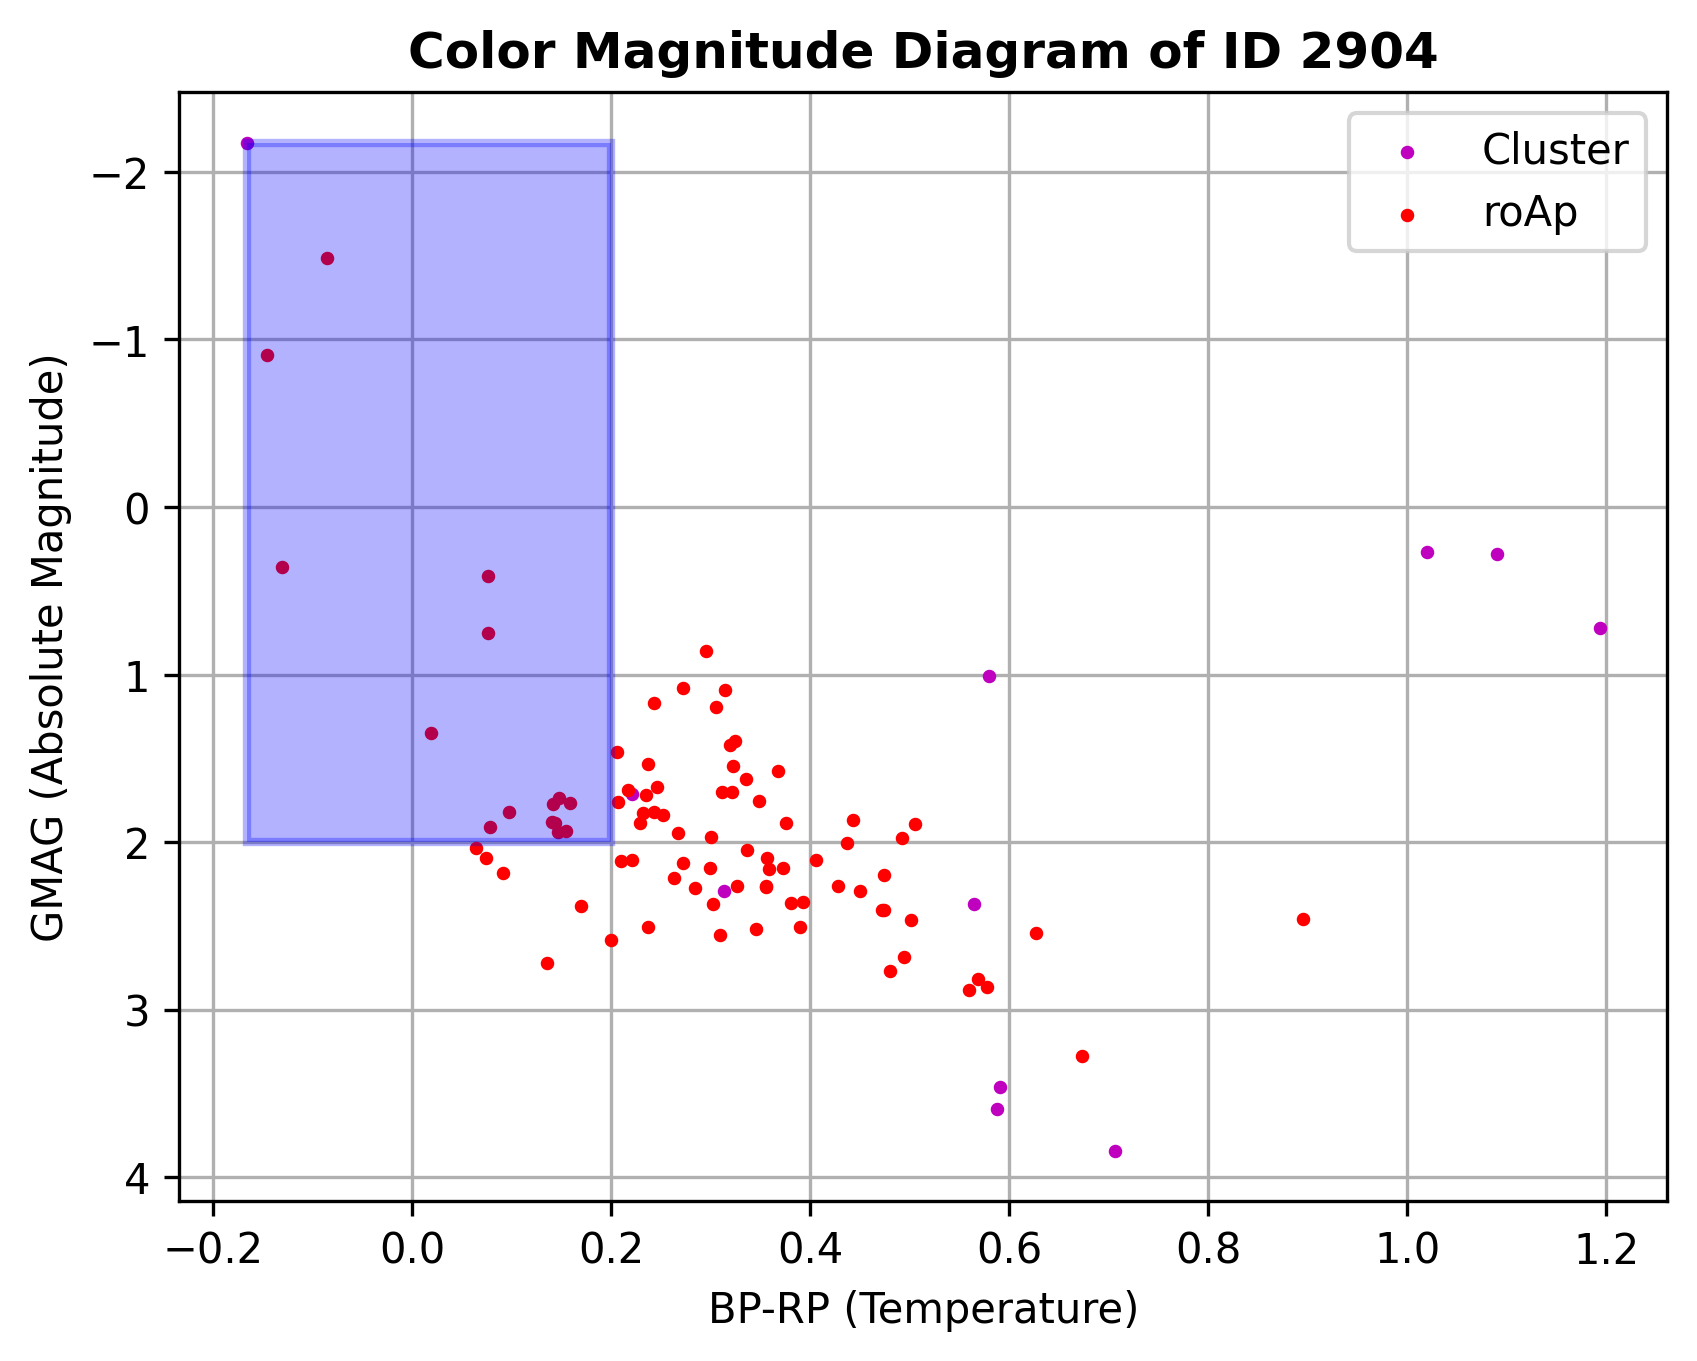 Color Magnitude Diagram of ID 2904
Cluster
roAp
GMAG (Absolute Magnitude)
−2
−1
0
1
2
3
4
−0.2 0.0 0.2 0.4 0.6 0.8 1.0 1.2
BP-RP (Temperature)